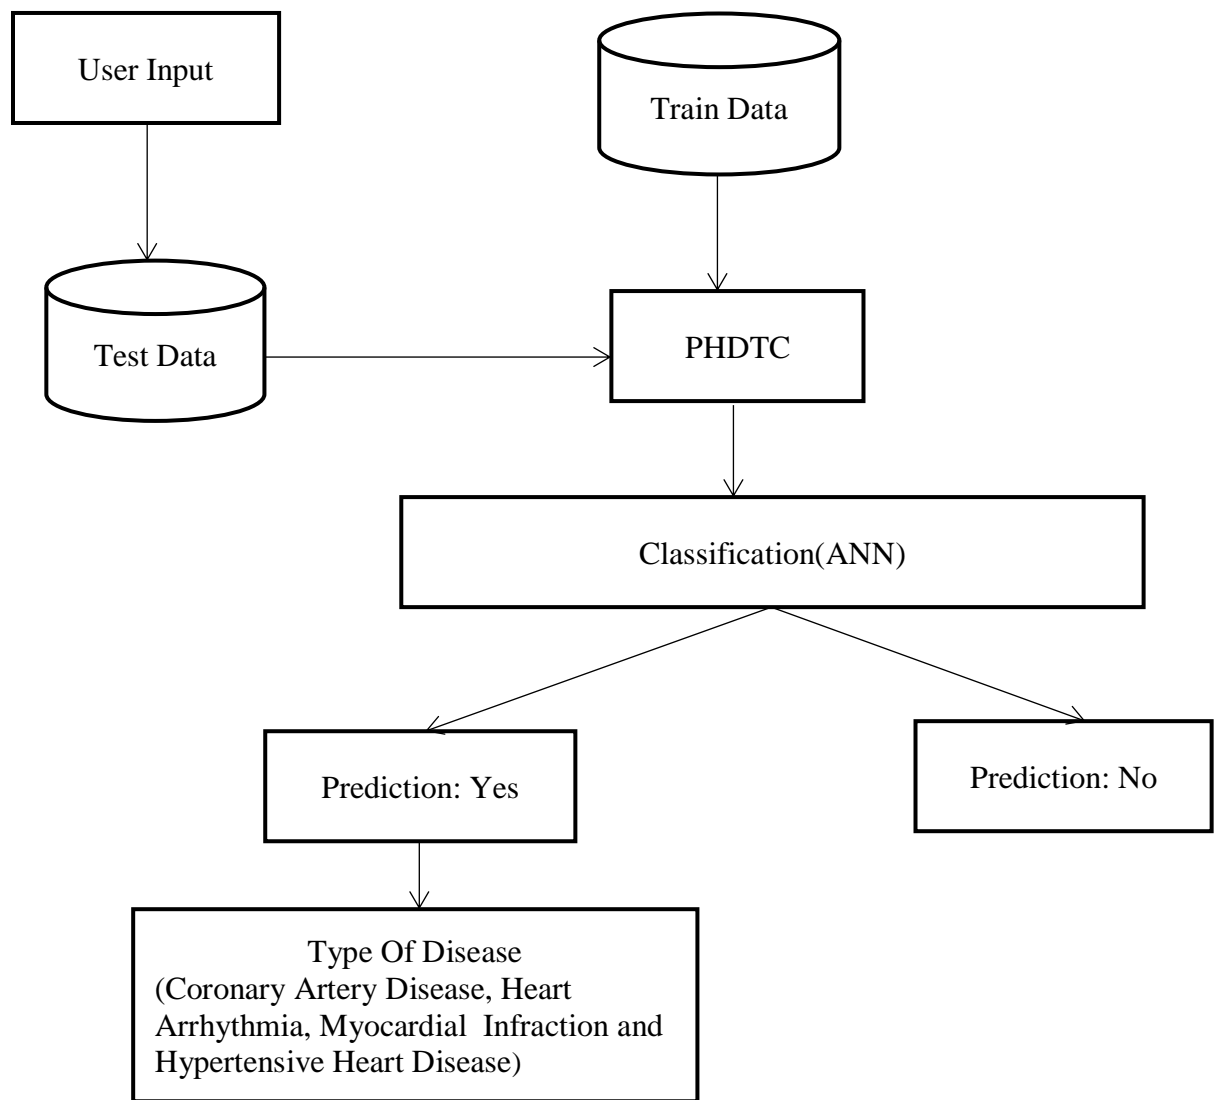 User Input
Train Data
Test Data
PHDTC
Classification(ANN)
Prediction: Yes
Prediction: No
Type Of Disease
(Coronary Artery Disease, Heart
Arrhythmia, Myocardial  Infraction and
Hypertensive Heart Disease)